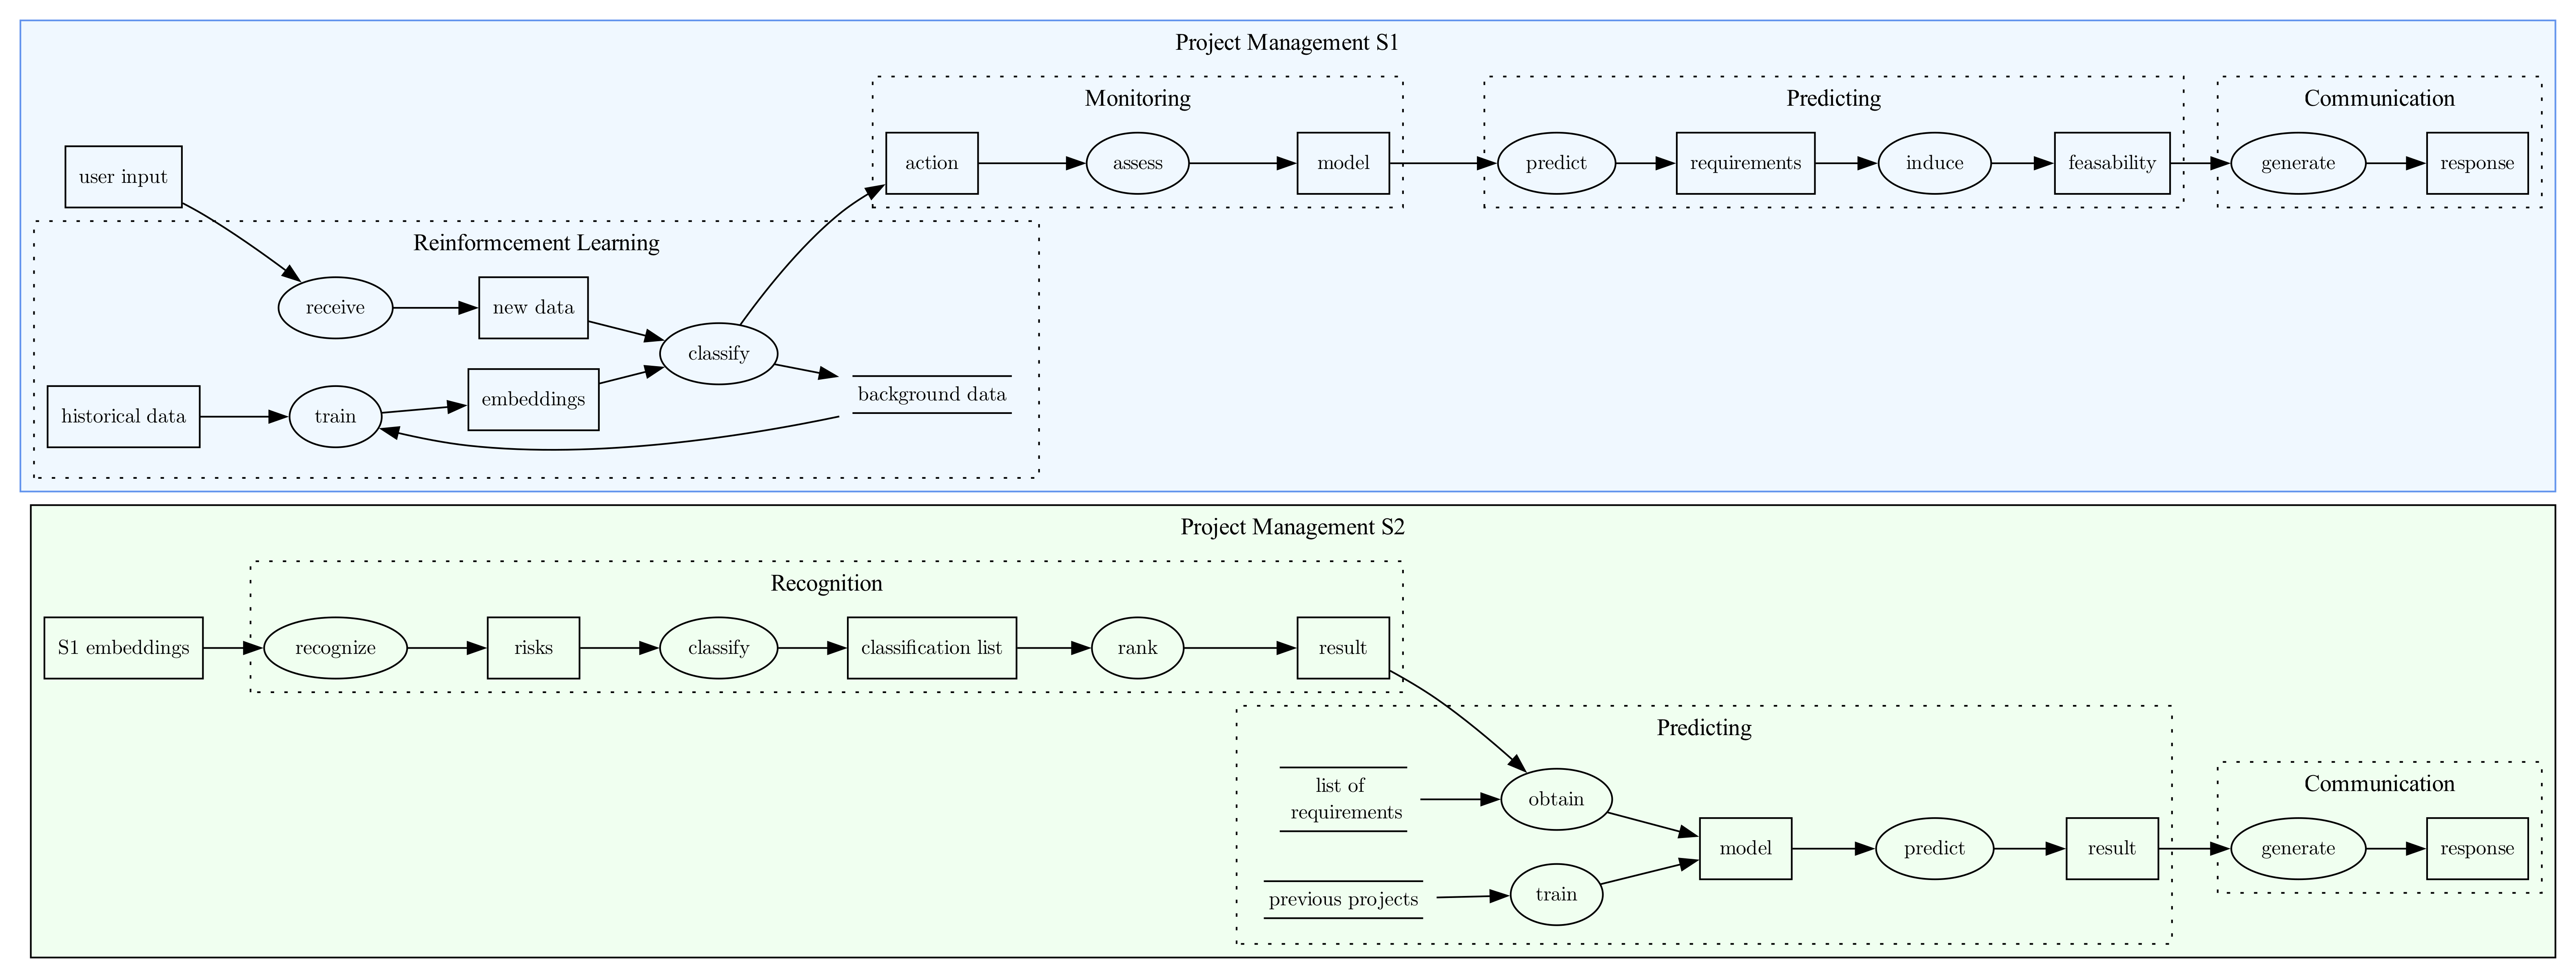 Project Management S1
Monitoring
action
assess
model
Predicting
predict
requirements
induce
feasability
Communication
generate
response
user input
Reinformcement Learning
receive
new data
classify
historical data
train
embeddings
background data
Project Management S2
Recognition
S1 embeddings
recognize
risks
classify
classification list
rank
result
Predicting
list of
requirements
obtain
previous projects
train
model
predict
result
Communication
generate
response